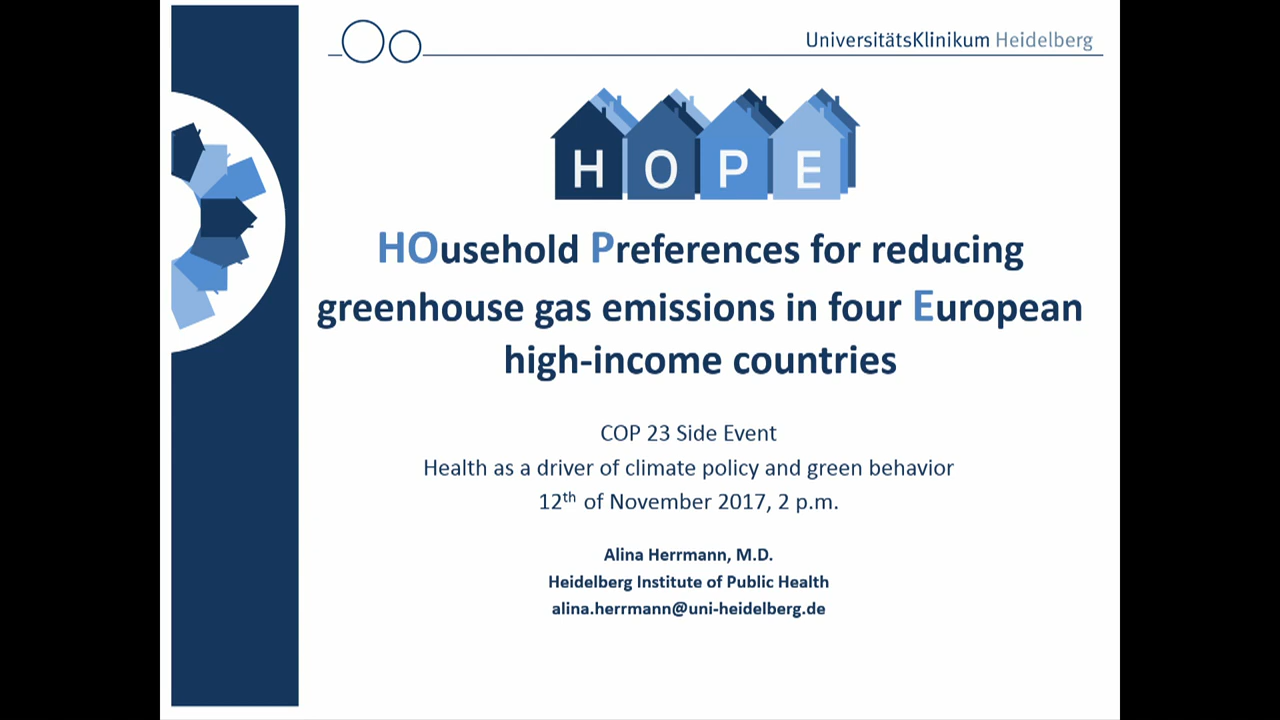 UniversitätsKlinikum Heidelberg
HOPE
HOusehold Preferences for reducing
greenhouse gas emissions in four European
high-income countries
COP 23 Side Event
Health as a driver of climate policy and green behavior
12th of November 2017, 2 p.m.
Alina Herrmann, M.D.
Heidelberg Institute of Public Health
alina.herrmann@uni-heidelberg.de